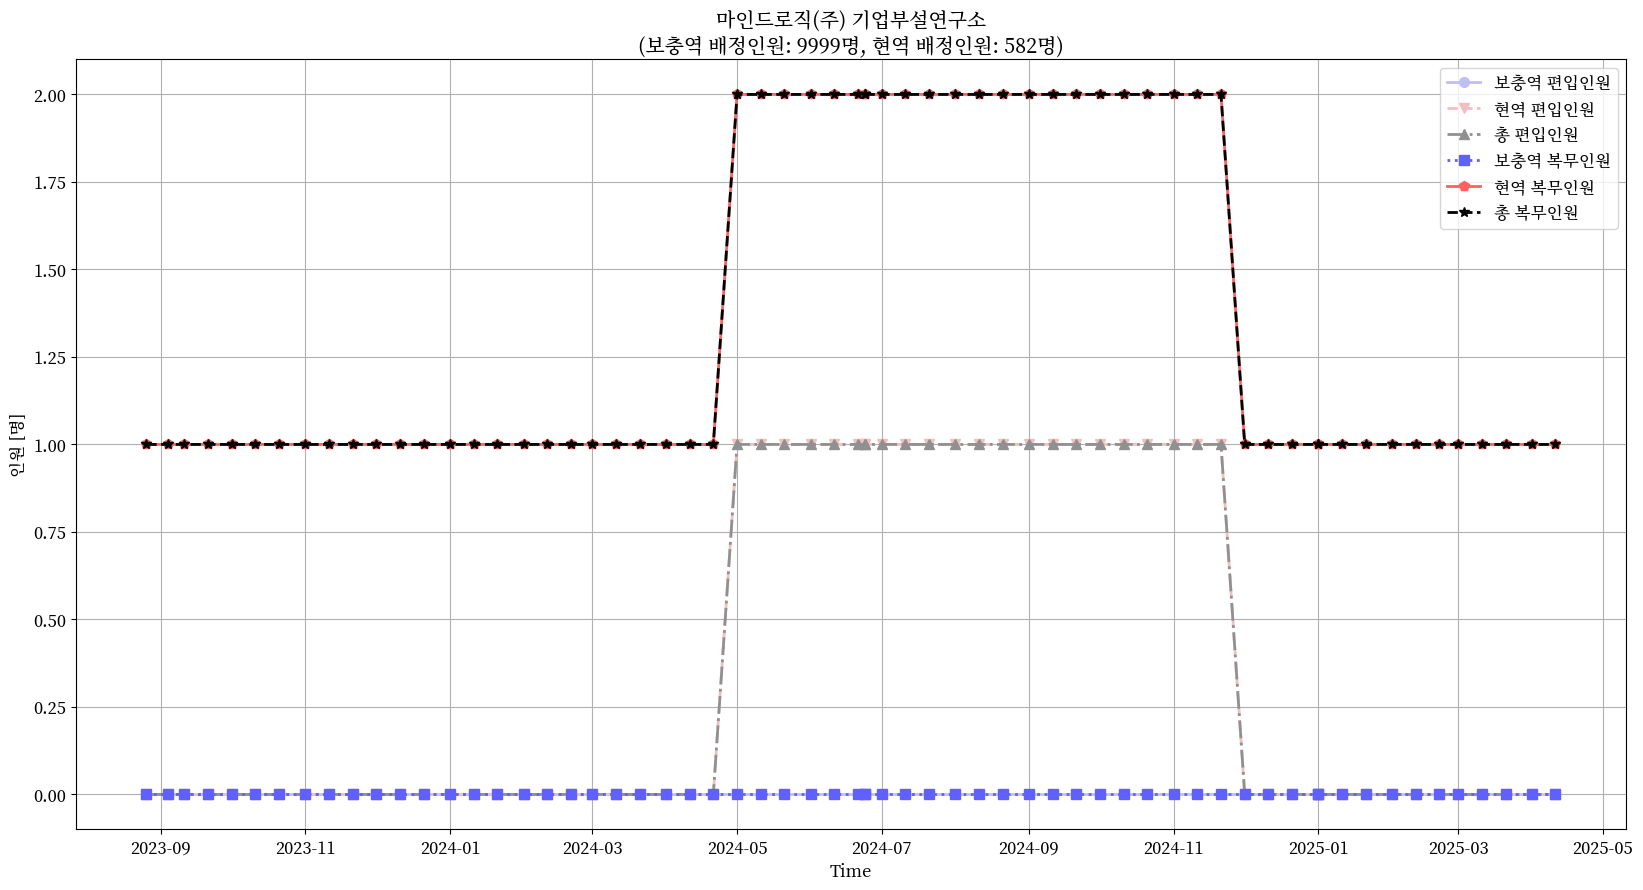 마인드로직(주) 기업부설연구소
(보충역 배정인원: 9999명, 현역 배정인원: 582명)
보충역 편입인원
현역 편입인원
총 편입인원
보충역 복무인원
현역 복무인원
총 복무인원
인원 [명]
2.00
1.75
1.50
1.25
1.00
0.75
0.50
0.25
0.00
2023-09
2023-11
2024-01
2024-03
2024-05
2024-07
2024-09
2024-11
2025-01
2025-03
2025-05
Time